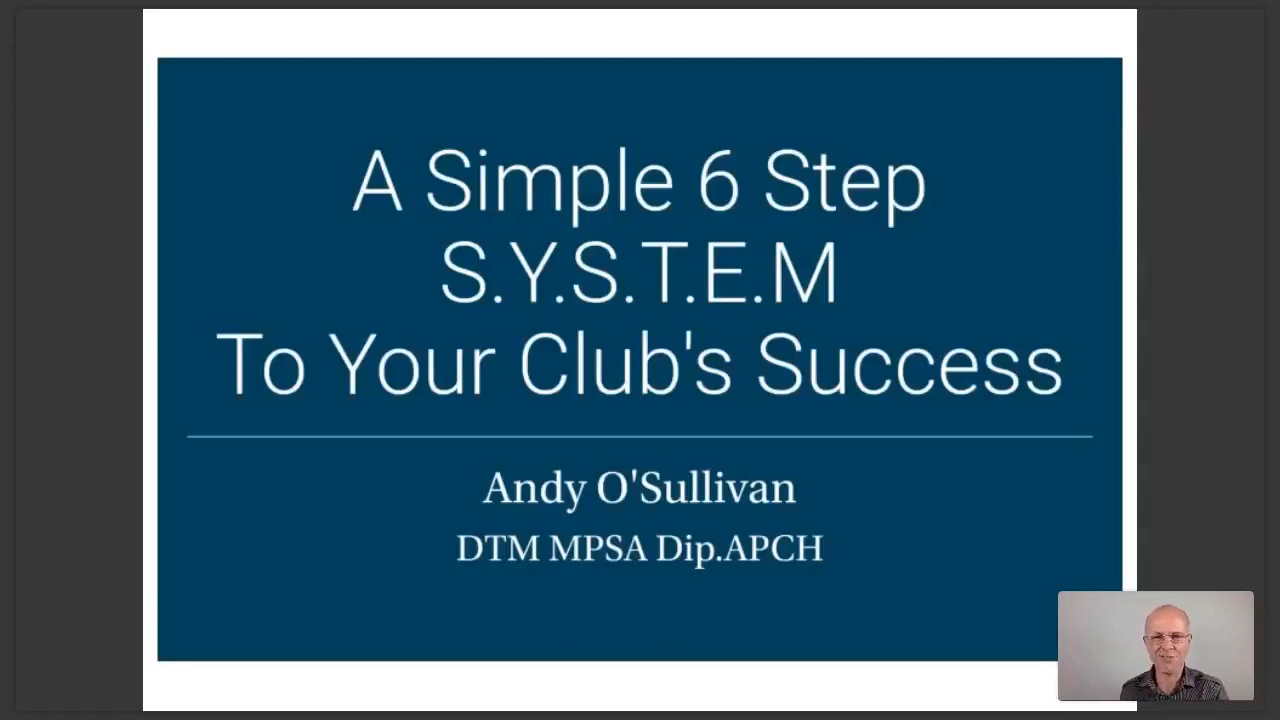 A Simple 6 Step
S.Y.S.T.E.M
To Your Club's Success
Andy O'Sullivan
DTM MPSA Dip.APCH